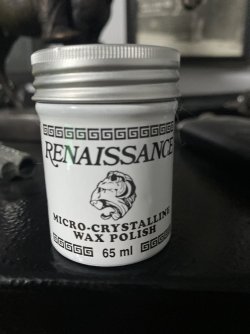 RENAISSANCE
MICRO-CRYSTALLINE
WAX POLISH
65 ml